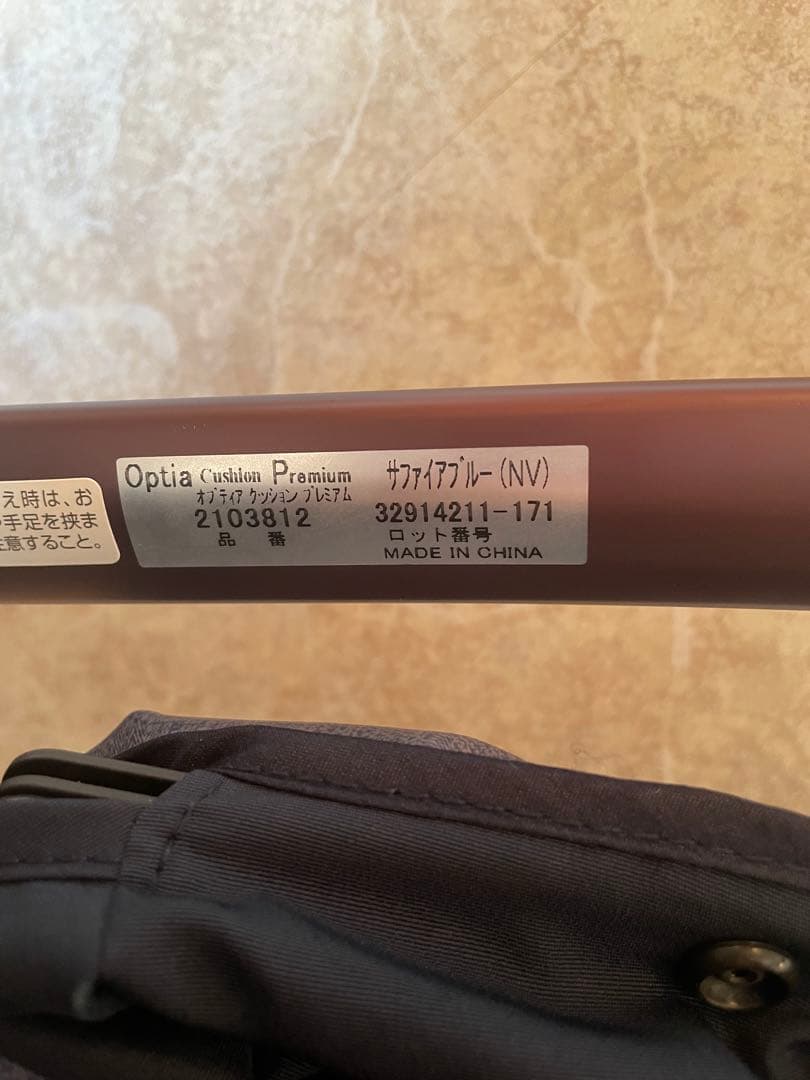 え時は、お
手足を挟ま
意すること。
Optia Cushion Premium
オプティア クッション プレミアム
2103812
品 番
サファイアブルー(NV)
32914211-171
ロット番号
MADE IN CHINA